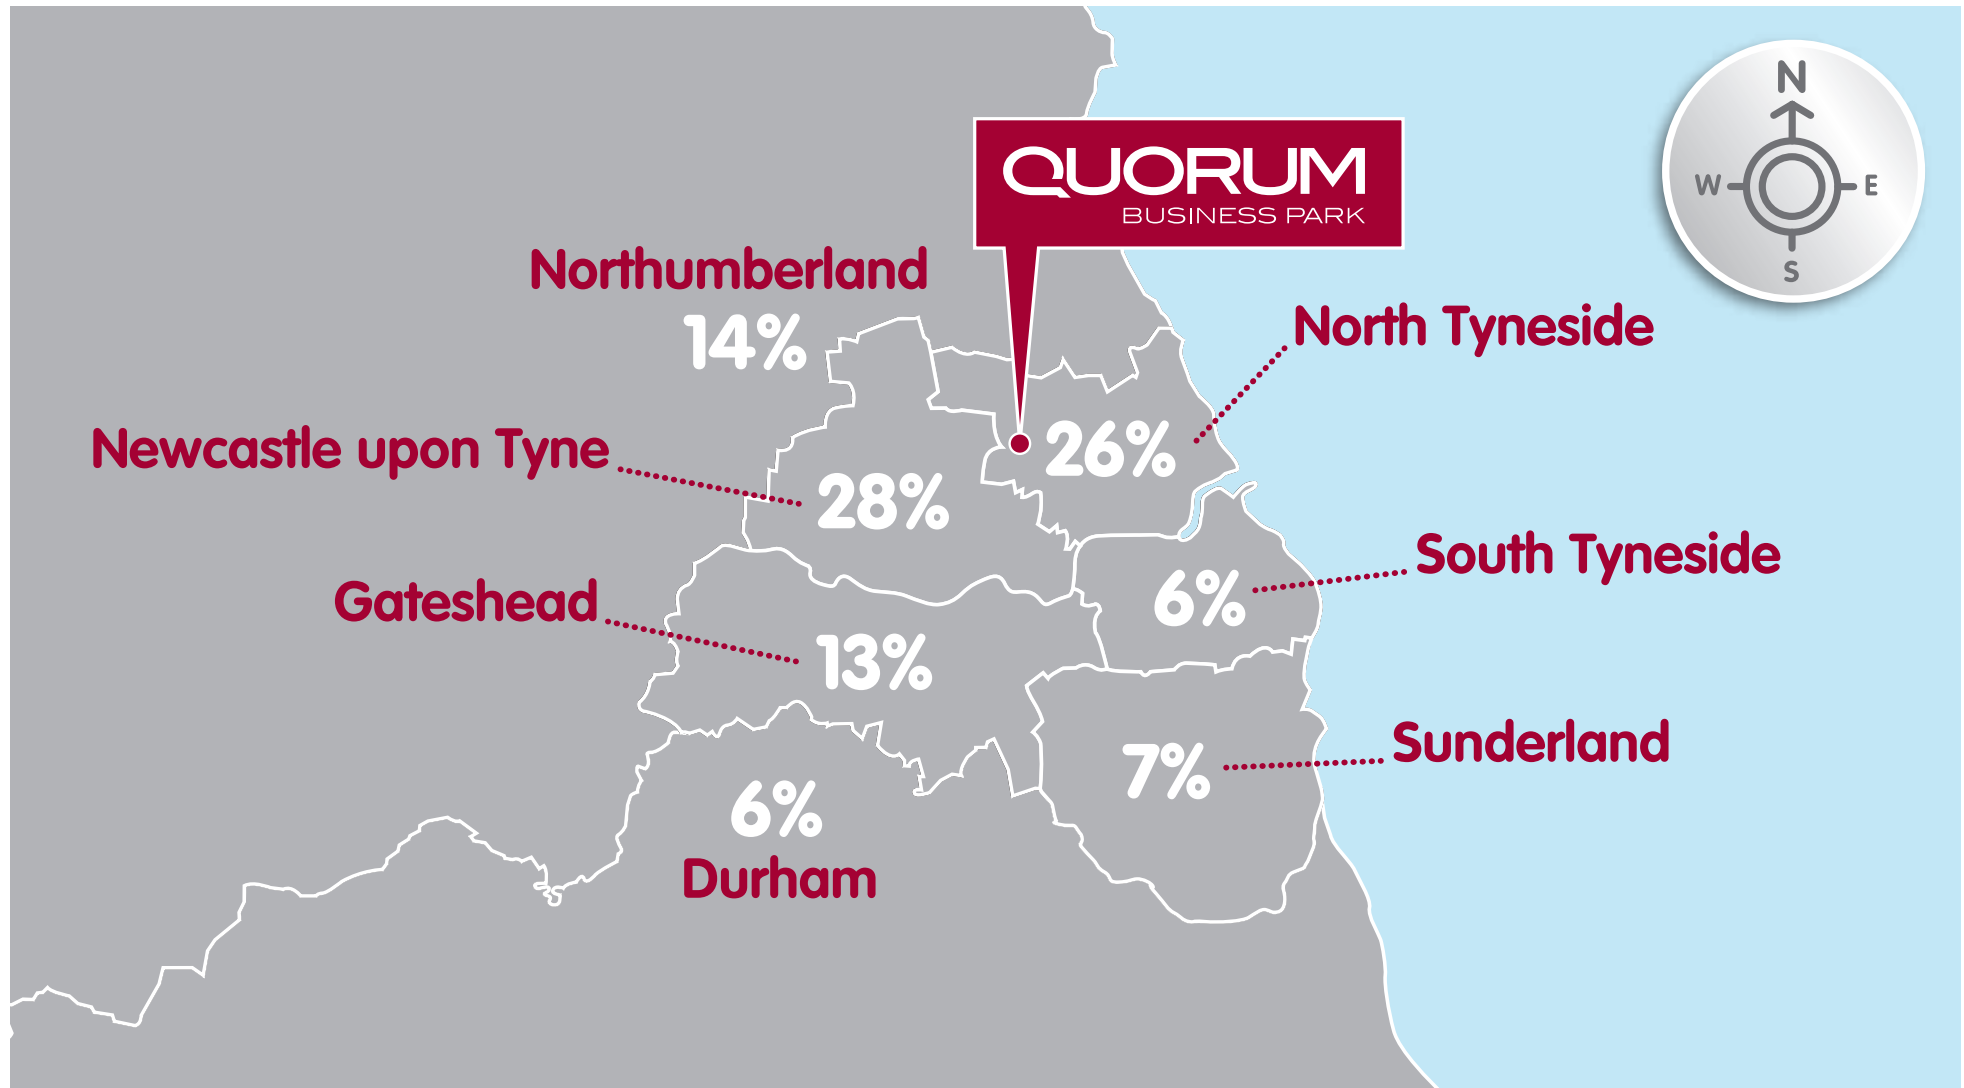 N
W
E
S
QUORUM
BUSINESS PARK
Northumberland
14%
North Tyneside
26%
Newcastle upon Tyne
28%
South Tyneside
6%
Gateshead
13%
Sunderland
7%
6%
Durham